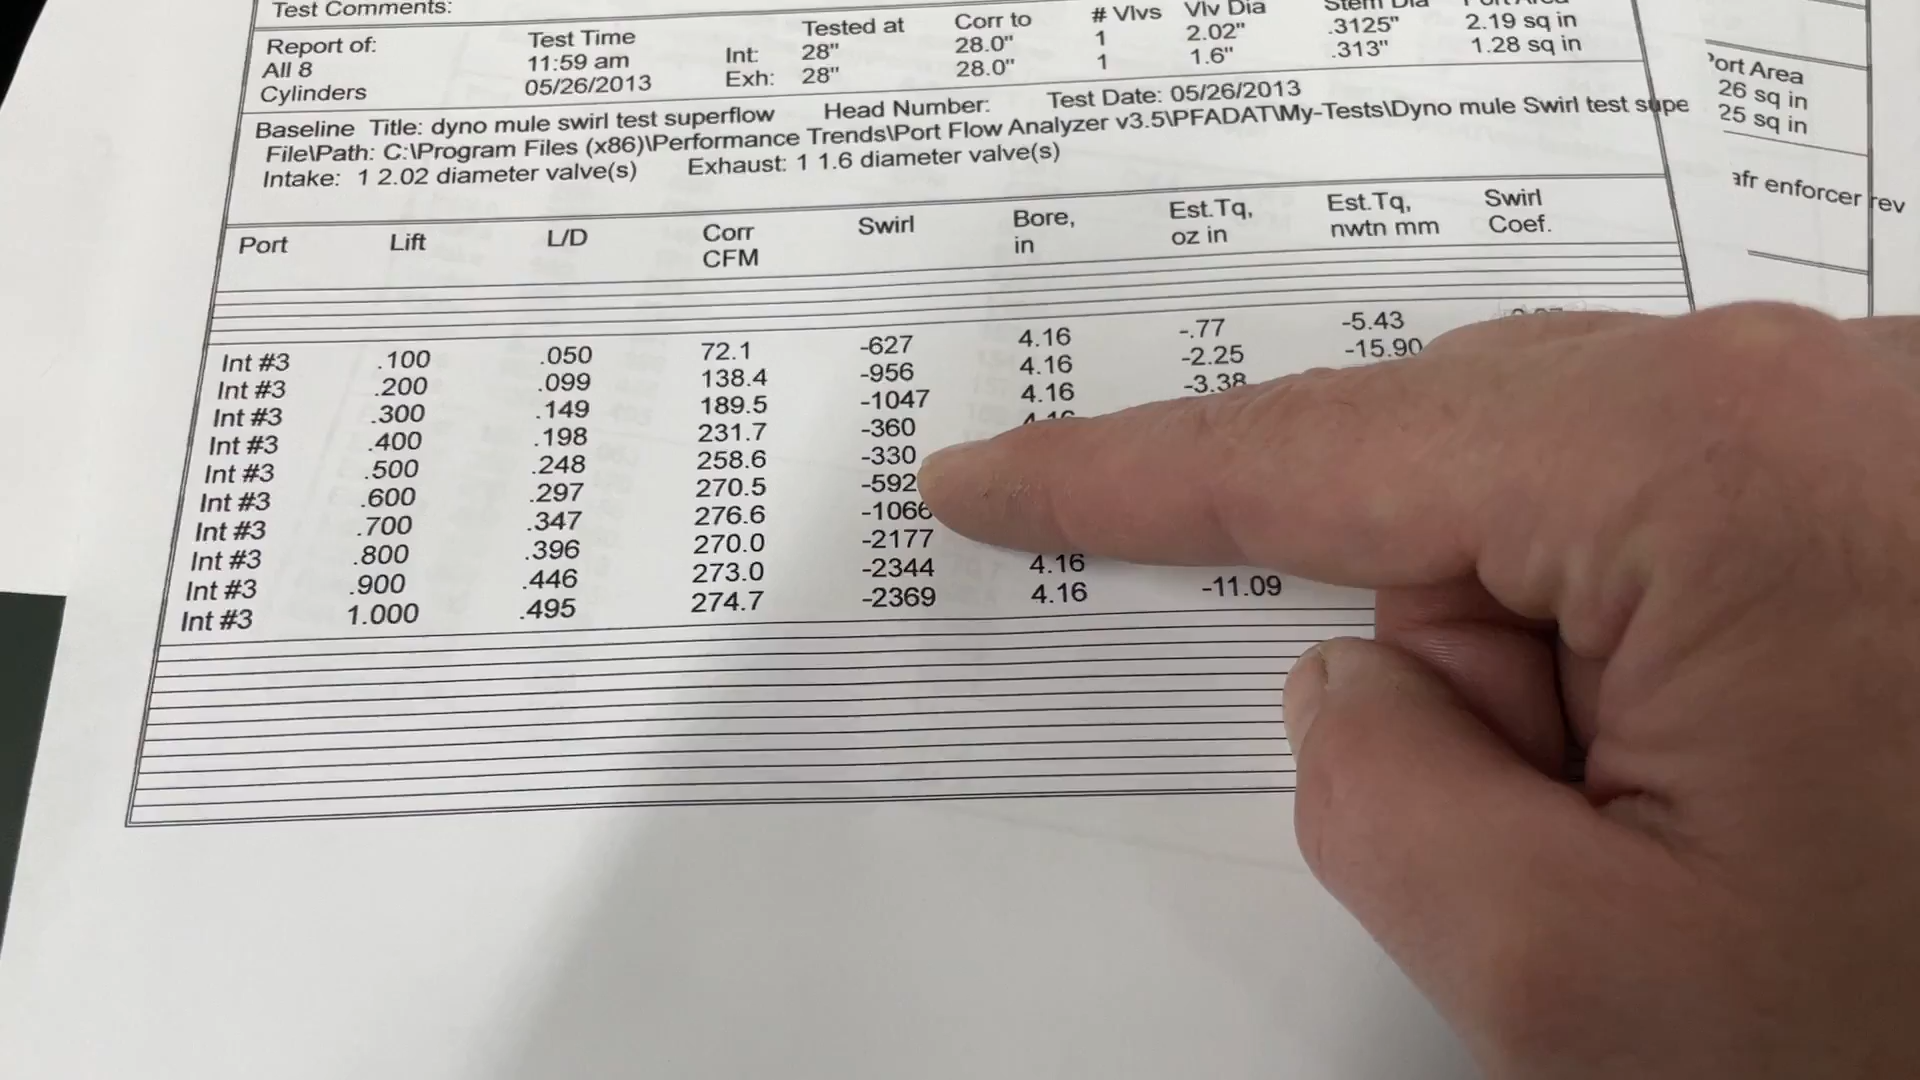 Test Comments:
Report of: Test Time Tested at Corr to # Vlvs Vlv Dia Stem Dia
All 8 11:59 am Int: 28" 28.0" 1 2.02" .3125" 2.19 sq in
Cylinders 05/26/2013 Exh: 28" 28.0" 1 1.6" .313" 1.28 sq in
Baseline Title: dyno mule swirl test superflow Head Number: Test Date: 05/26/2013
File\Path: C:\Program Files (x86)\Performance Trends\Port Flow Analyzer v3.5\PFADAT\My-Tests\Dyno mule Swirl test supe
Intake: 1 2.02 diameter valve(s) Exhaust: 1 1.6 diameter valve(s)
Port Lift L/D Corr CFM Swirl Bore, in Est.Tq, oz in Est.Tq, nwtn mm Swirl Coef.
Int #3 .100 .050 72.1 -627 4.16 -.77 -5.43
Int #3 .200 .099 138.4 -956 4.16 -2.25 -15.90
Int #3 .300 .149 189.5 -1047 4.16 -3.38
Int #3 .400 .198 231.7 -360 4.16
Int #3 .500 .248 258.6 -330
Int #3 .600 .297 270.5 -592
Int #3 .700 .347 276.6 -1066
Int #3 .800 .396 270.0 -2177
Int #3 .900 .446 273.0 -2344 4.16
Int #3 1.000 .495 274.7 -2369 4.16 -11.09
Port Area
26 sq in
25 sq in
afr enforcer rev